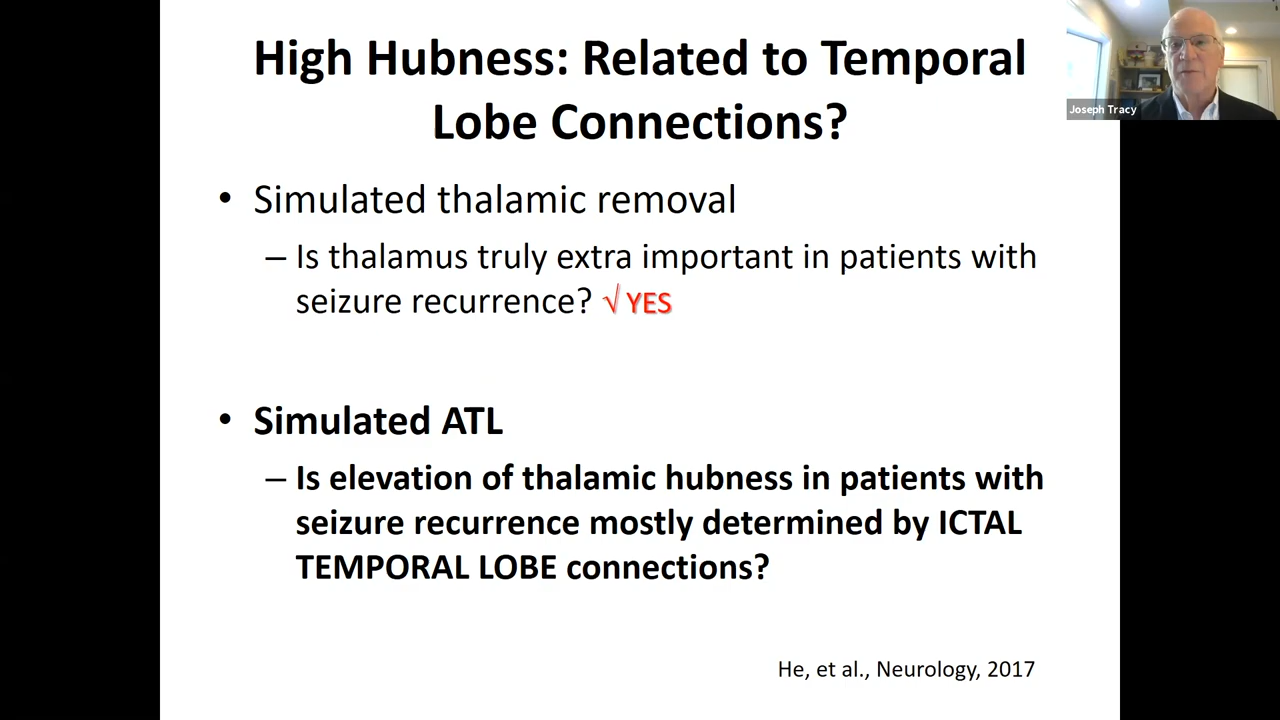 High Hubness: Related to Temporal
Lobe Connections?
Joseph Tracy
• Simulated thalamic removal
– Is thalamus truly extra important in patients with
seizure recurrence? √ YES
• Simulated ATL
– Is elevation of thalamic hubness in patients with
seizure recurrence mostly determined by ICTAL
TEMPORAL LOBE connections?
He, et al., Neurology, 2017